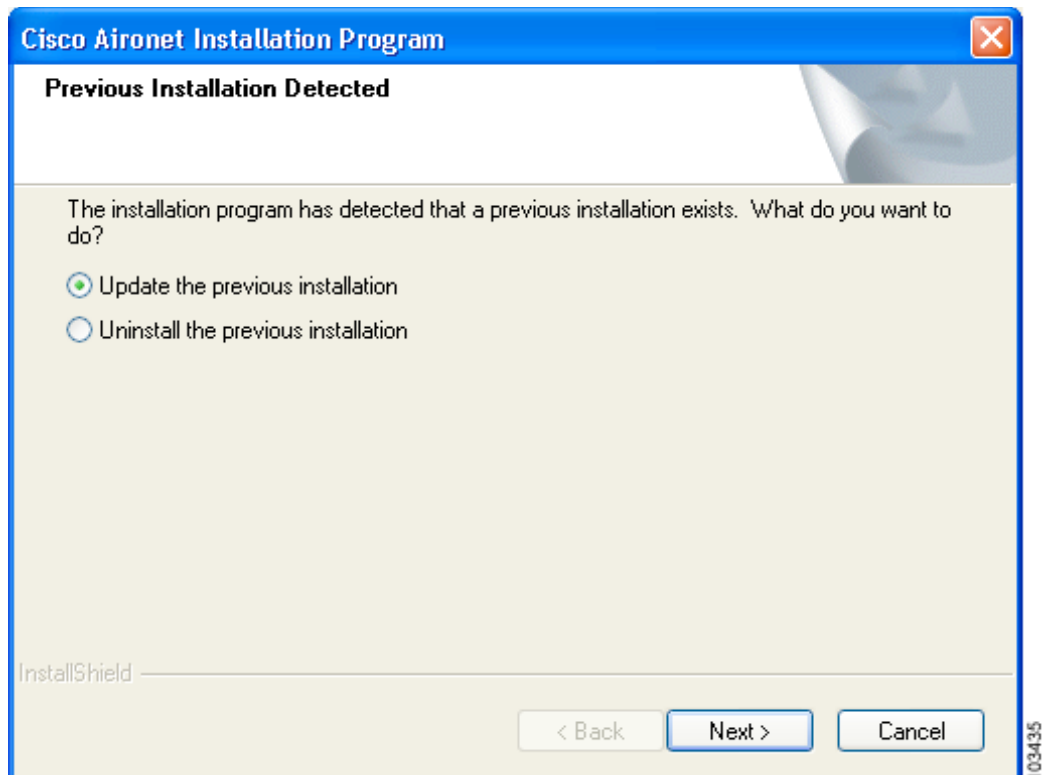 Cisco Aironet Installation Program
Previous Installation Detected
The installation program has detected that a previous installation exists. What do you want to
do?
Update the previous installation
Uninstall the previous installation
InstallShield
< Back
Next >
Cancel